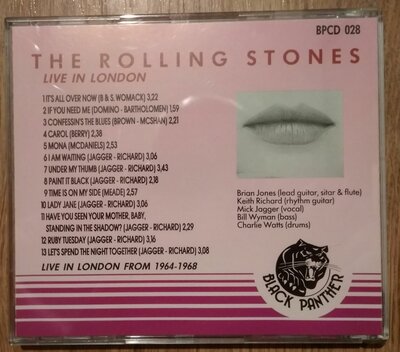 BPCD 028
THE ROLLING STONES
LIVE IN LONDON
1 IT'S ALL OVER NOW (B & S. WOMACK) 3,22
2 IF YOU NEED ME (DOMINO - BARTHOLOMEN) 1,59
3 CONFESSIN'S THE BLUES (BROWN - MCSHAN) 2,21
4 CAROL (BERRY) 2,38
5 MONA (MCDANIELS) 2,53
6 I AM WAITING (JAGGER - RICHARD) 3,06
7 UNDER MY THUMB (JAGGER - RICHARD) 3,43
8 PAINT IT BLACK (JAGGER - RICHARD) 2,18
9 TIME IS ON MY SIDE (MEADE) 2,57
10 LADY JANE (JAGGER - RICHARD) 3,06
11 HAVE YOU SEEN YOUR MOTHER, BABY,
STANDING IN THE SHADOW? (JAGGER - RICHARD) 2,29
12 RUBY TUESDAY (JAGGER - RICHARD) 3,16
13 LET'S SPEND THE NIGHT TOGETHER (JAGGER - RICHARD) 3,08
LIVE IN LONDON FROM 1964-1968
Brian Jones (lead guitar, sitar & flute)
Keith Richard (rhythm guitar)
Mick Jagger (vocal)
Bill Wyman (bass)
Charlie Watts (drums)
BLACK PANTHER